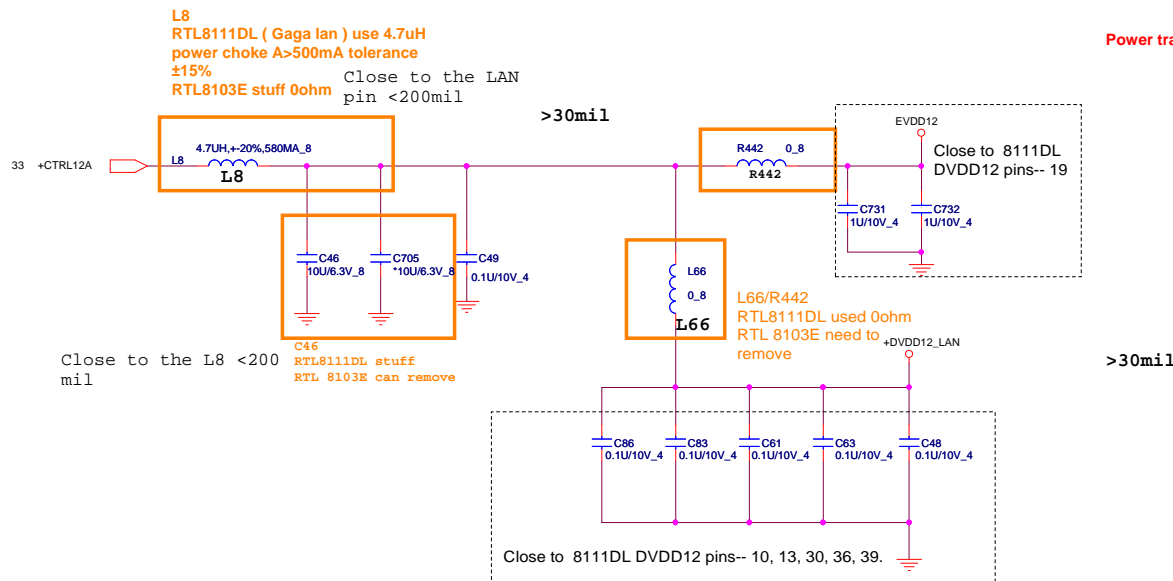 L8
RTL8111DL ( Gaga lan ) use 4.7uH
power choke A>500mA tolerance
±15%
RTL8103E stuff 0ohm
Close to the LAN
pin <200mil
>30mil
Power tra
33 +CTRL12A
L8
4.7UH,+-20%,580MA_8
L8
R442 0_8
R442
EVDD12
Close to 8111DL
DVDD12 pins-- 19
C731
1U/10V_4
C732
1U/10V_4
C46
10U/6.3V_8
C705
*10U/6.3V_8
C49
0.1U/10V_4
L66
0_8
L66
L66/R442
RTL8111DL used 0ohm
RTL 8103E need to
remove
Close to the L8 <200
mil
C46
RTL8111DL stuff
RTL 8103E can remove
+DVDD12_LAN
>30mil
C86
0.1U/10V_4
C83
0.1U/10V_4
C61
0.1U/10V_4
C63
0.1U/10V_4
C48
0.1U/10V_4
Close to 8111DL DVDD12 pins-- 10, 13, 30, 36, 39.